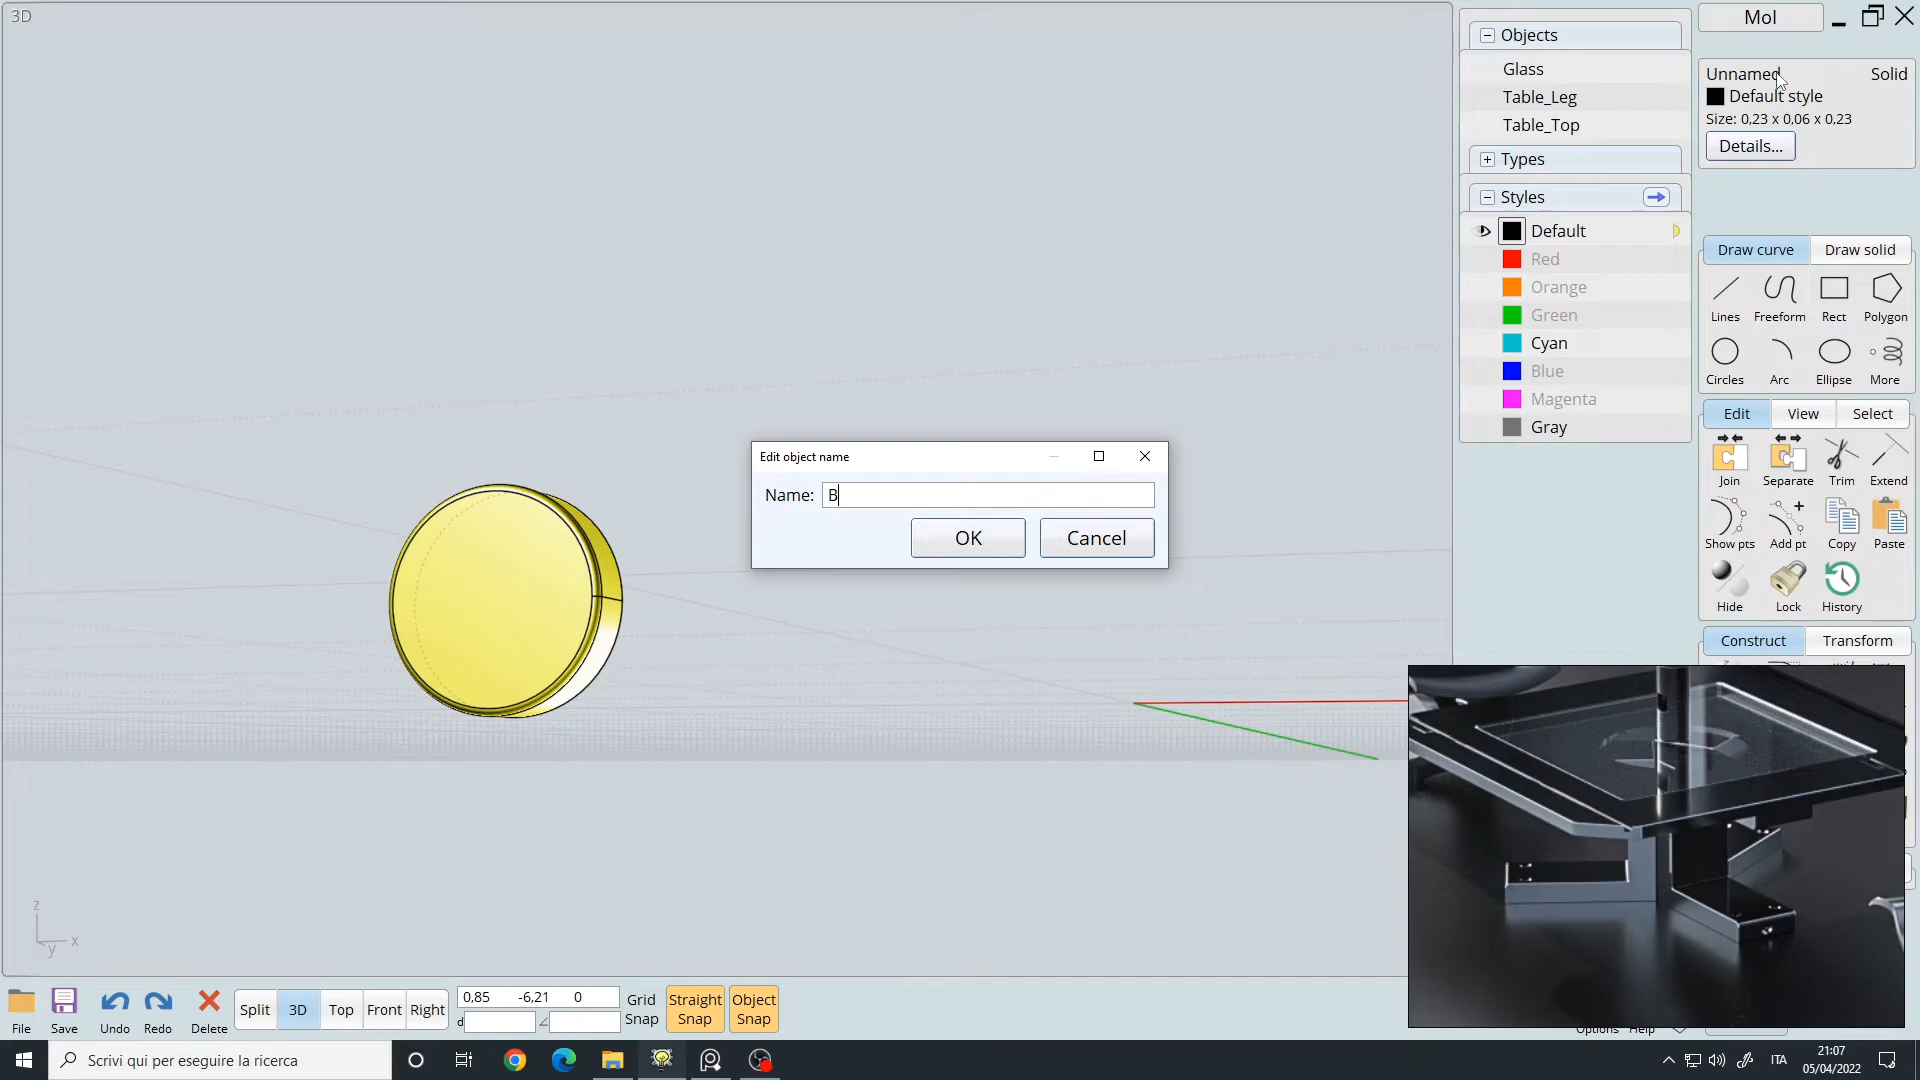 3D
Objects
Glass
Table_Leg
Table_Top
Types
Styles
Default
Red
Orange
Green
Cyan
Blue
Magenta
Gray
MoI
Unnamed Solid
Default style
Size: 0,23 x 0,06 x 0,23
Details...
Draw curve Draw solid
Lines Freeform Rect Polygon
Circles Arc Ellipse More
Edit View Select
Join Separate Trim Extend
Show pts Add pt Copy Paste
Hide Lock History
Construct Transform
Edit object name
Name: B
OK Cancel
z
x
y
File Save Undo Redo Delete
Split 3D Top Front Right
0,85 -6,21 0
d
Grid Snap
Straight Snap
Object Snap
Options Help
Scrivi qui per eseguire la ricerca
ITA
21:07
05/04/2022